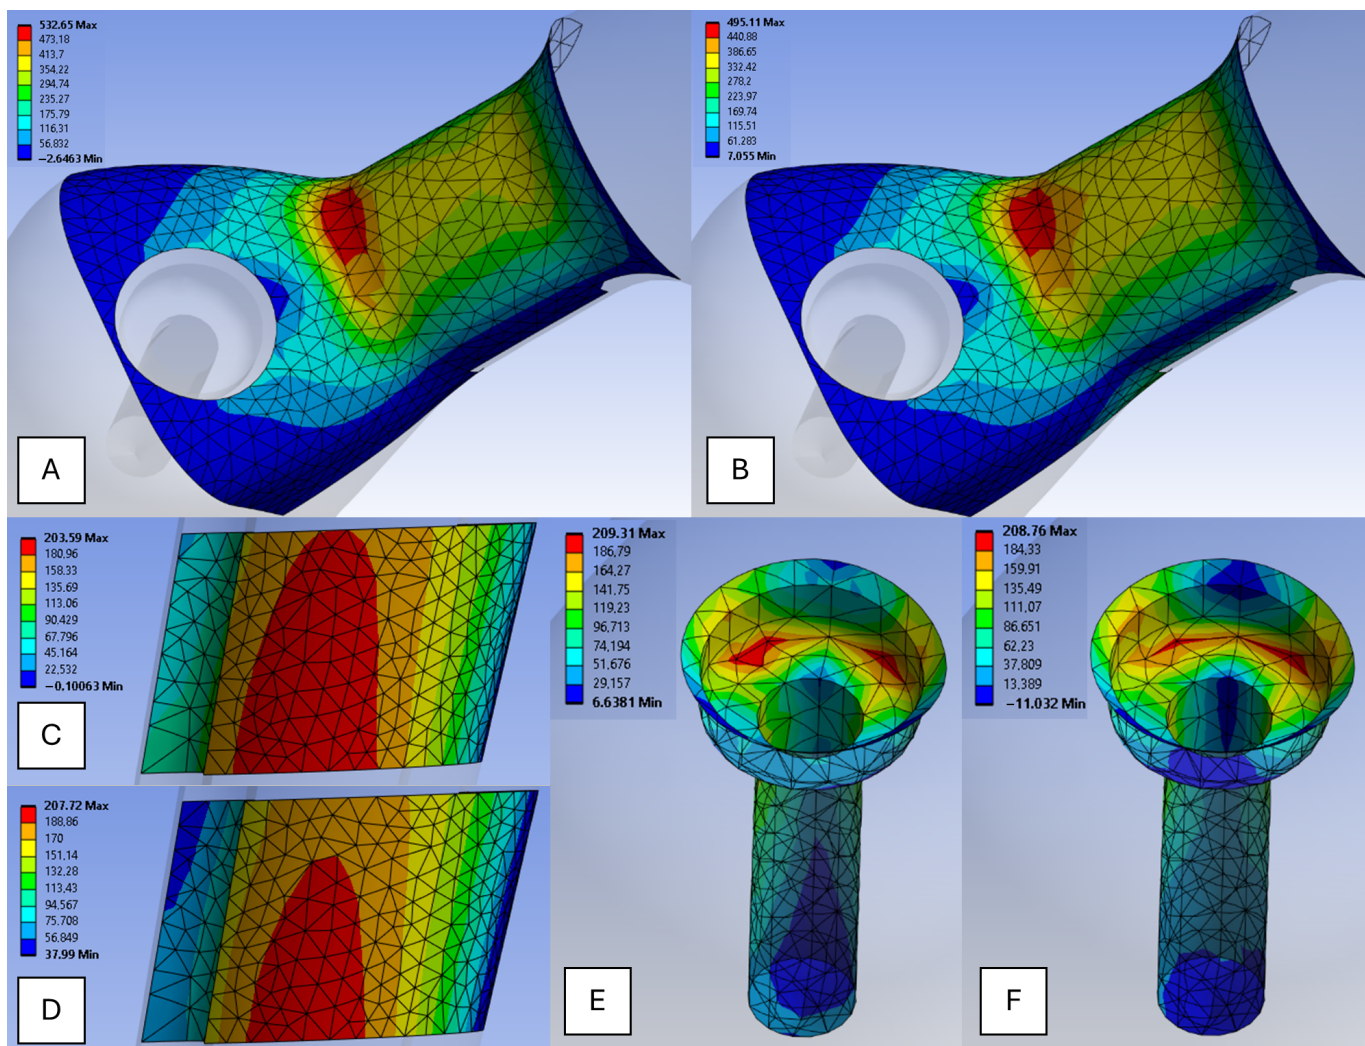 532.65 Max
473.18
413.7
354.22
294.74
235.27
175.79
116.31
56.832
−2.6463 Min
A
495.11 Max
440.88
386.65
332.42
278.2
223.97
169.74
115.51
61.283
7.055 Min
B
203.59 Max
180.96
158.33
135.69
113.06
90.429
67.796
45.164
22.532
−0.10063 Min
C
207.72 Max
188.86
170
151.14
132.28
113.43
94.567
75.708
56.849
37.99 Min
D
209.31 Max
186.79
164.27
141.75
119.23
96.713
74.194
51.676
29.157
6.6381 Min
E
208.76 Max
184.33
159.91
135.49
111.07
86.651
62.23
37.809
13.389
−11.032 Min
F